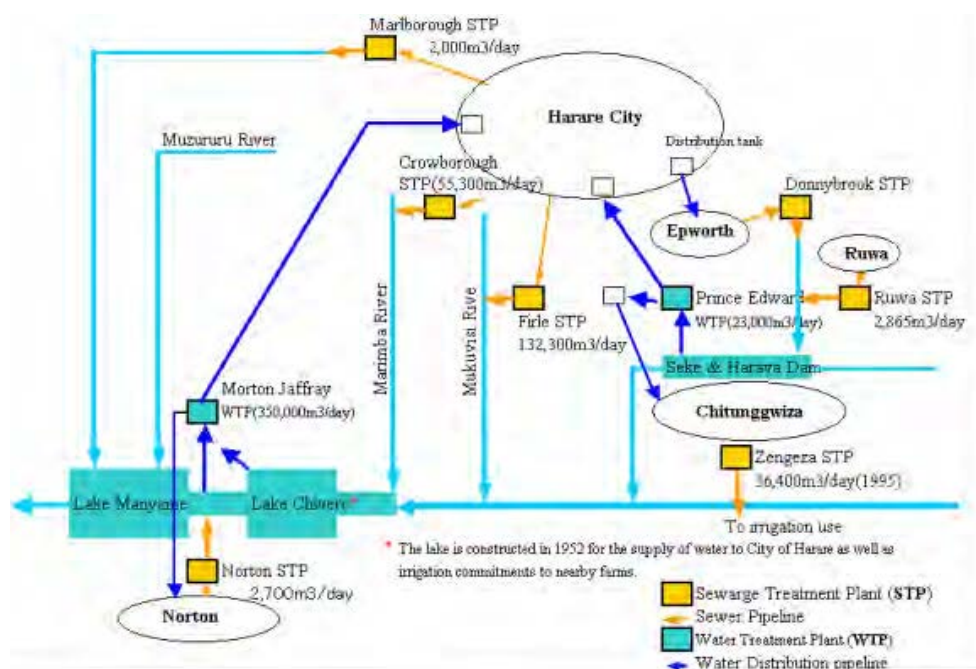 Marlborough STP
2,000m3/day
Harare City
Muzururu River
Distribution tank
Crowborough
STP(55,300m3/day)
Donnybrook STP
Epworth
Ruwa
Marimba River
Mukuvisi Rive
Firle STP
132,300m3/day
Prince Edward
WTP(23,000m3/day)
Ruwa STP
2,865m3/day
Seke & Harava Dam
Morton Jaffray
WTP(350,000m3/day)
Chitunggwiza
Zengeza STP
36,400m3/day(1995)
Lake Manyame
Lake Chivero*
To irrigation use
* The lake is constructed in 1952 for the supply of water to City of Harare as well as
irrigation commitments to nearby farms.
Norton STP
2,700m3/day
Norton
Sewarge Treatment Plant (STP)
Sewer Pipeline
Water Treatment Plant (WTP)
Water Distribution pipeline